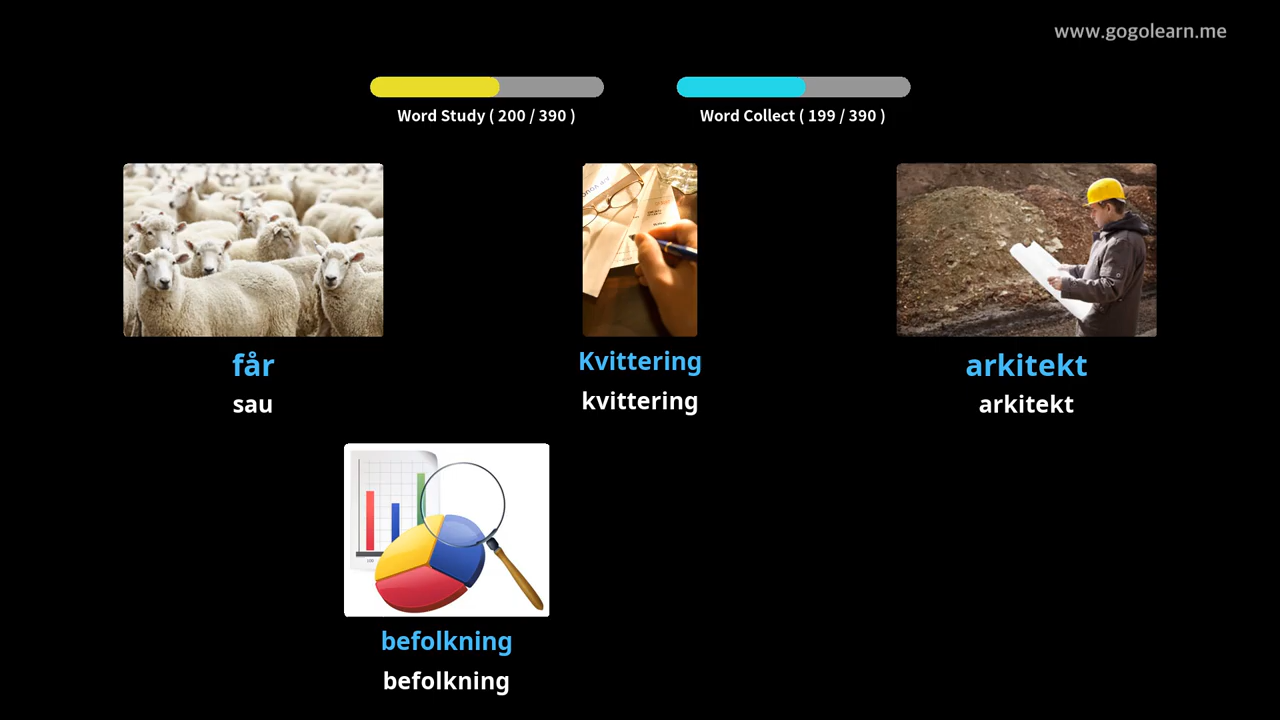 www.gogolearn.me
Word Study ( 200 / 390 )
Word Collect ( 199 / 390 )
får
sau
Kvittering
kvittering
arkitekt
arkitekt
befolkning
befolkning